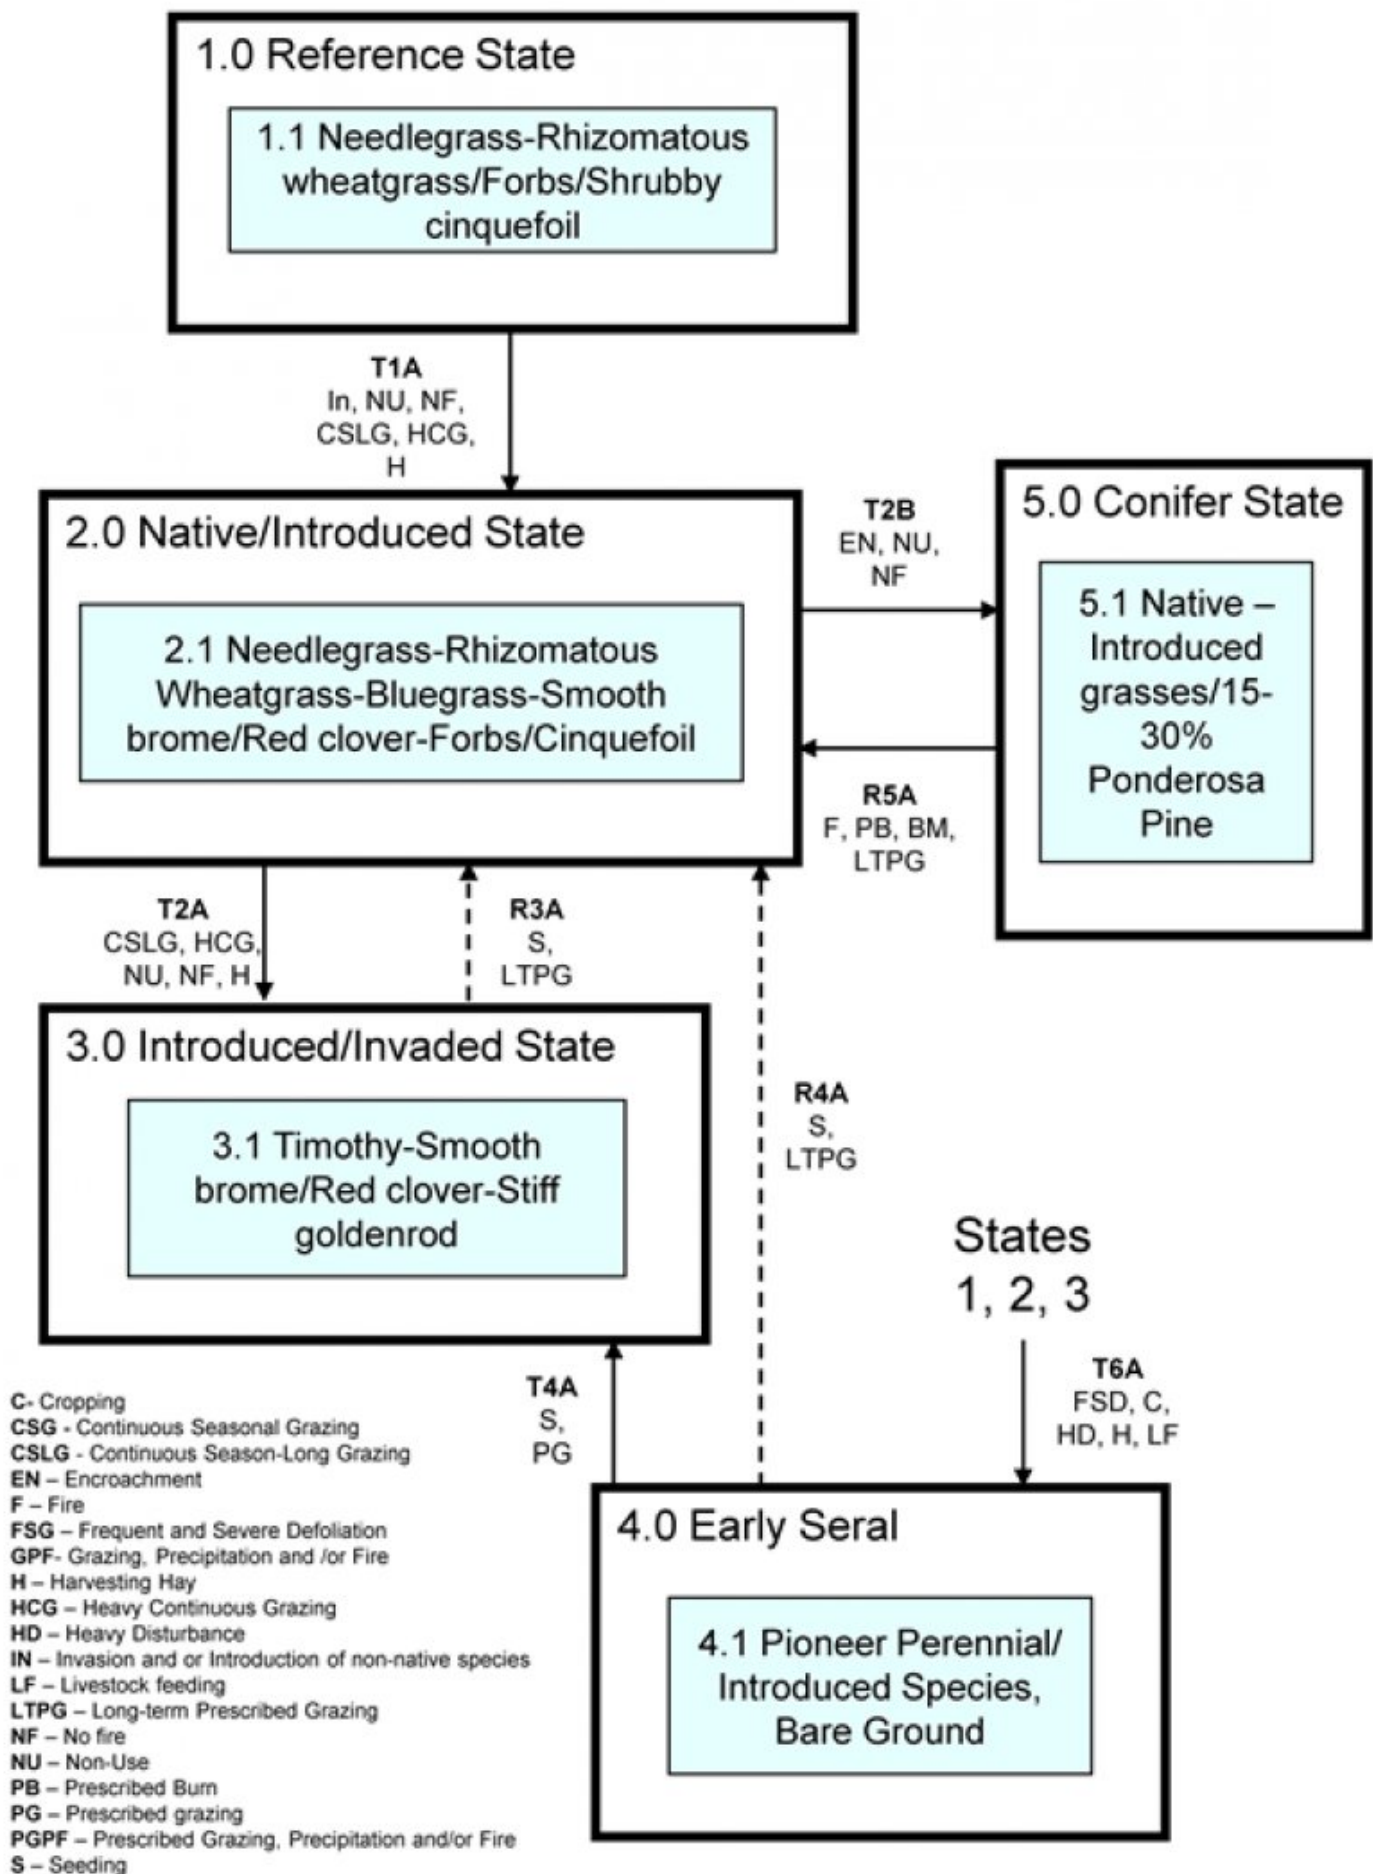 1.0 Reference State
1.1 Needlegrass-Rhizomatous
wheatgrass/Forbs/Shrubby
cinquefoil
T1A
In, NU, NF,
CSLG, HCG,
H
2.0 Native/Introduced State
2.1 Needlegrass-Rhizomatous
Wheatgrass-Bluegrass-Smooth
brome/Red clover-Forbs/Cinquefoil
T2B
EN, NU,
NF
5.0 Conifer State
5.1 Native –
Introduced
grasses/15-
30%
Ponderosa
Pine
R5A
F, PB, BM,
LTPG
T2A
CSLG, HCG,
NU, NF, H
R3A
S,
LTPG
3.0 Introduced/Invaded State
3.1 Timothy-Smooth
brome/Red clover-Stiff
goldenrod
R4A
S,
LTPG
States
1, 2, 3
T6A
FSD, C,
HD, H, LF
T4A
S,
PG
4.0 Early Seral
4.1 Pioneer Perennial/
Introduced Species,
Bare Ground
C- Cropping
CSG - Continuous Seasonal Grazing
CSLG - Continuous Season-Long Grazing
EN – Encroachment
F – Fire
FSG – Frequent and Severe Defoliation
GPF- Grazing, Precipitation and /or Fire
H – Harvesting Hay
HCG – Heavy Continuous Grazing
HD – Heavy Disturbance
IN – Invasion and or Introduction of non-native species
LF – Livestock feeding
LTPG – Long-term Prescribed Grazing
NF – No fire
NU – Non-Use
PB – Prescribed Burn
PG – Prescribed grazing
PGPF – Prescribed Grazing, Precipitation and/or Fire
S – Seeding